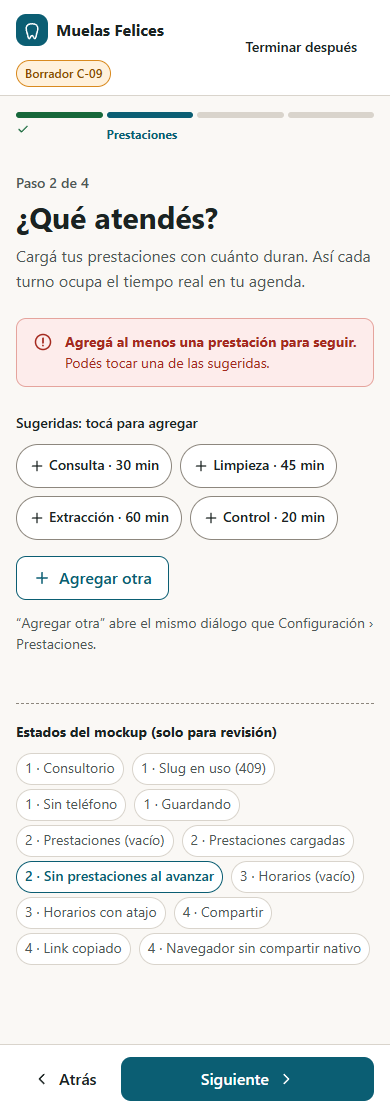 Muelas Felices
Terminar después
Borrador C-09
Prestaciones
Paso 2 de 4
¿Qué atendés?
Cargá tus prestaciones con cuánto duran. Así cada
turno ocupa el tiempo real en tu agenda.
Agregá al menos una prestación para seguir.
Podés tocar una de las sugeridas.
Sugeridas: tocá para agregar
+ Consulta · 30 min
+ Limpieza · 45 min
+ Extracción · 60 min
+ Control · 20 min
+ Agregar otra
“Agregar otra” abre el mismo diálogo que Configuración ›
Prestaciones.
Estados del mockup (solo para revisión)
1 · Consultorio
1 · Slug en uso (409)
1 · Sin teléfono
1 · Guardando
2 · Prestaciones (vacío)
2 · Prestaciones cargadas
2 · Sin prestaciones al avanzar
3 · Horarios (vacío)
3 · Horarios con atajo
4 · Compartir
4 · Link copiado
4 · Navegador sin compartir nativo
Atrás
Siguiente